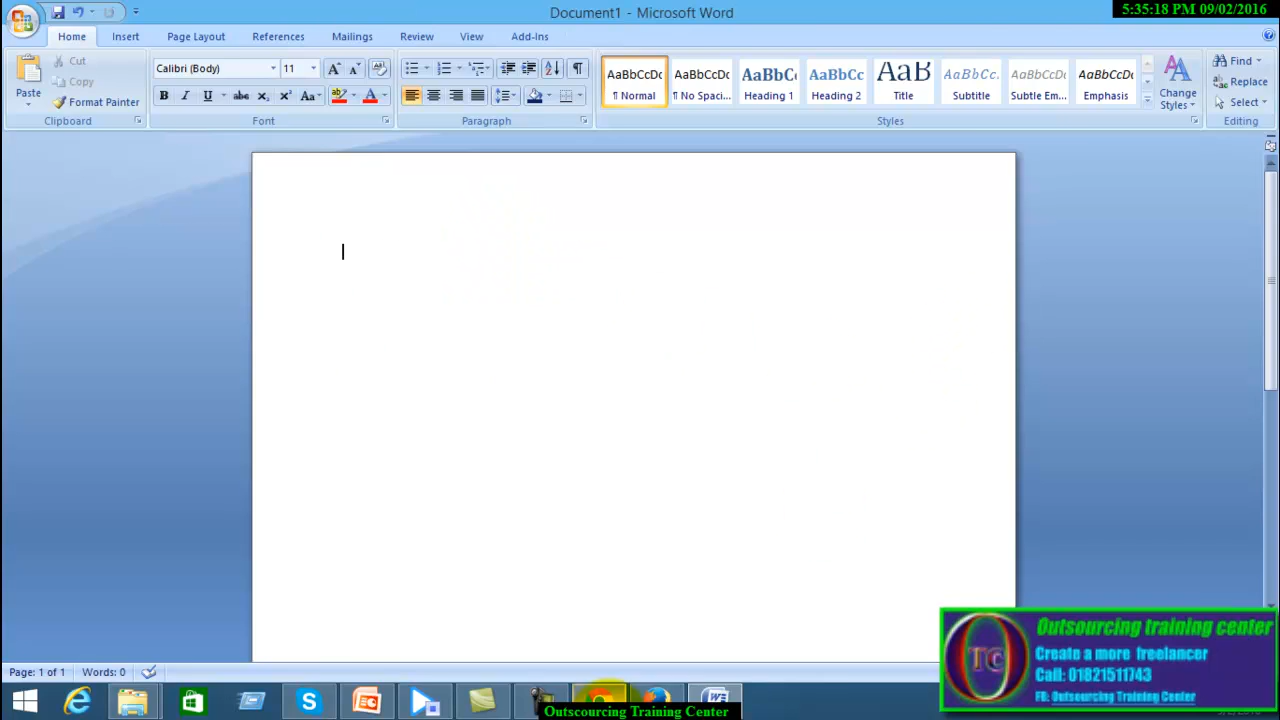 Document1 - Microsoft Word
5:35:18 PM 09/02/2016
Home Insert Page Layout References Mailings Review View Add-Ins
Paste
Cut
Copy
Format Painter
Clipboard
Calibri (Body) 11
Font
Paragraph
AaBbCcDc AaBbCcDc AaBbC AaBbCc AaB AaBbCc. AaBbCcDc AaBbCcDc
¶ Normal ¶ No Spaci... Heading 1 Heading 2 Title Subtitle Subtle Em... Emphasis
Change
Styles
Styles
Find
Replace
Select
Editing
Page: 1 of 1 Words: 0
Outsourcing training center
Create a more freelancer
Call: 01821511743
FB: Outsourcing Training Center
OTC
Outscourcing Training Center